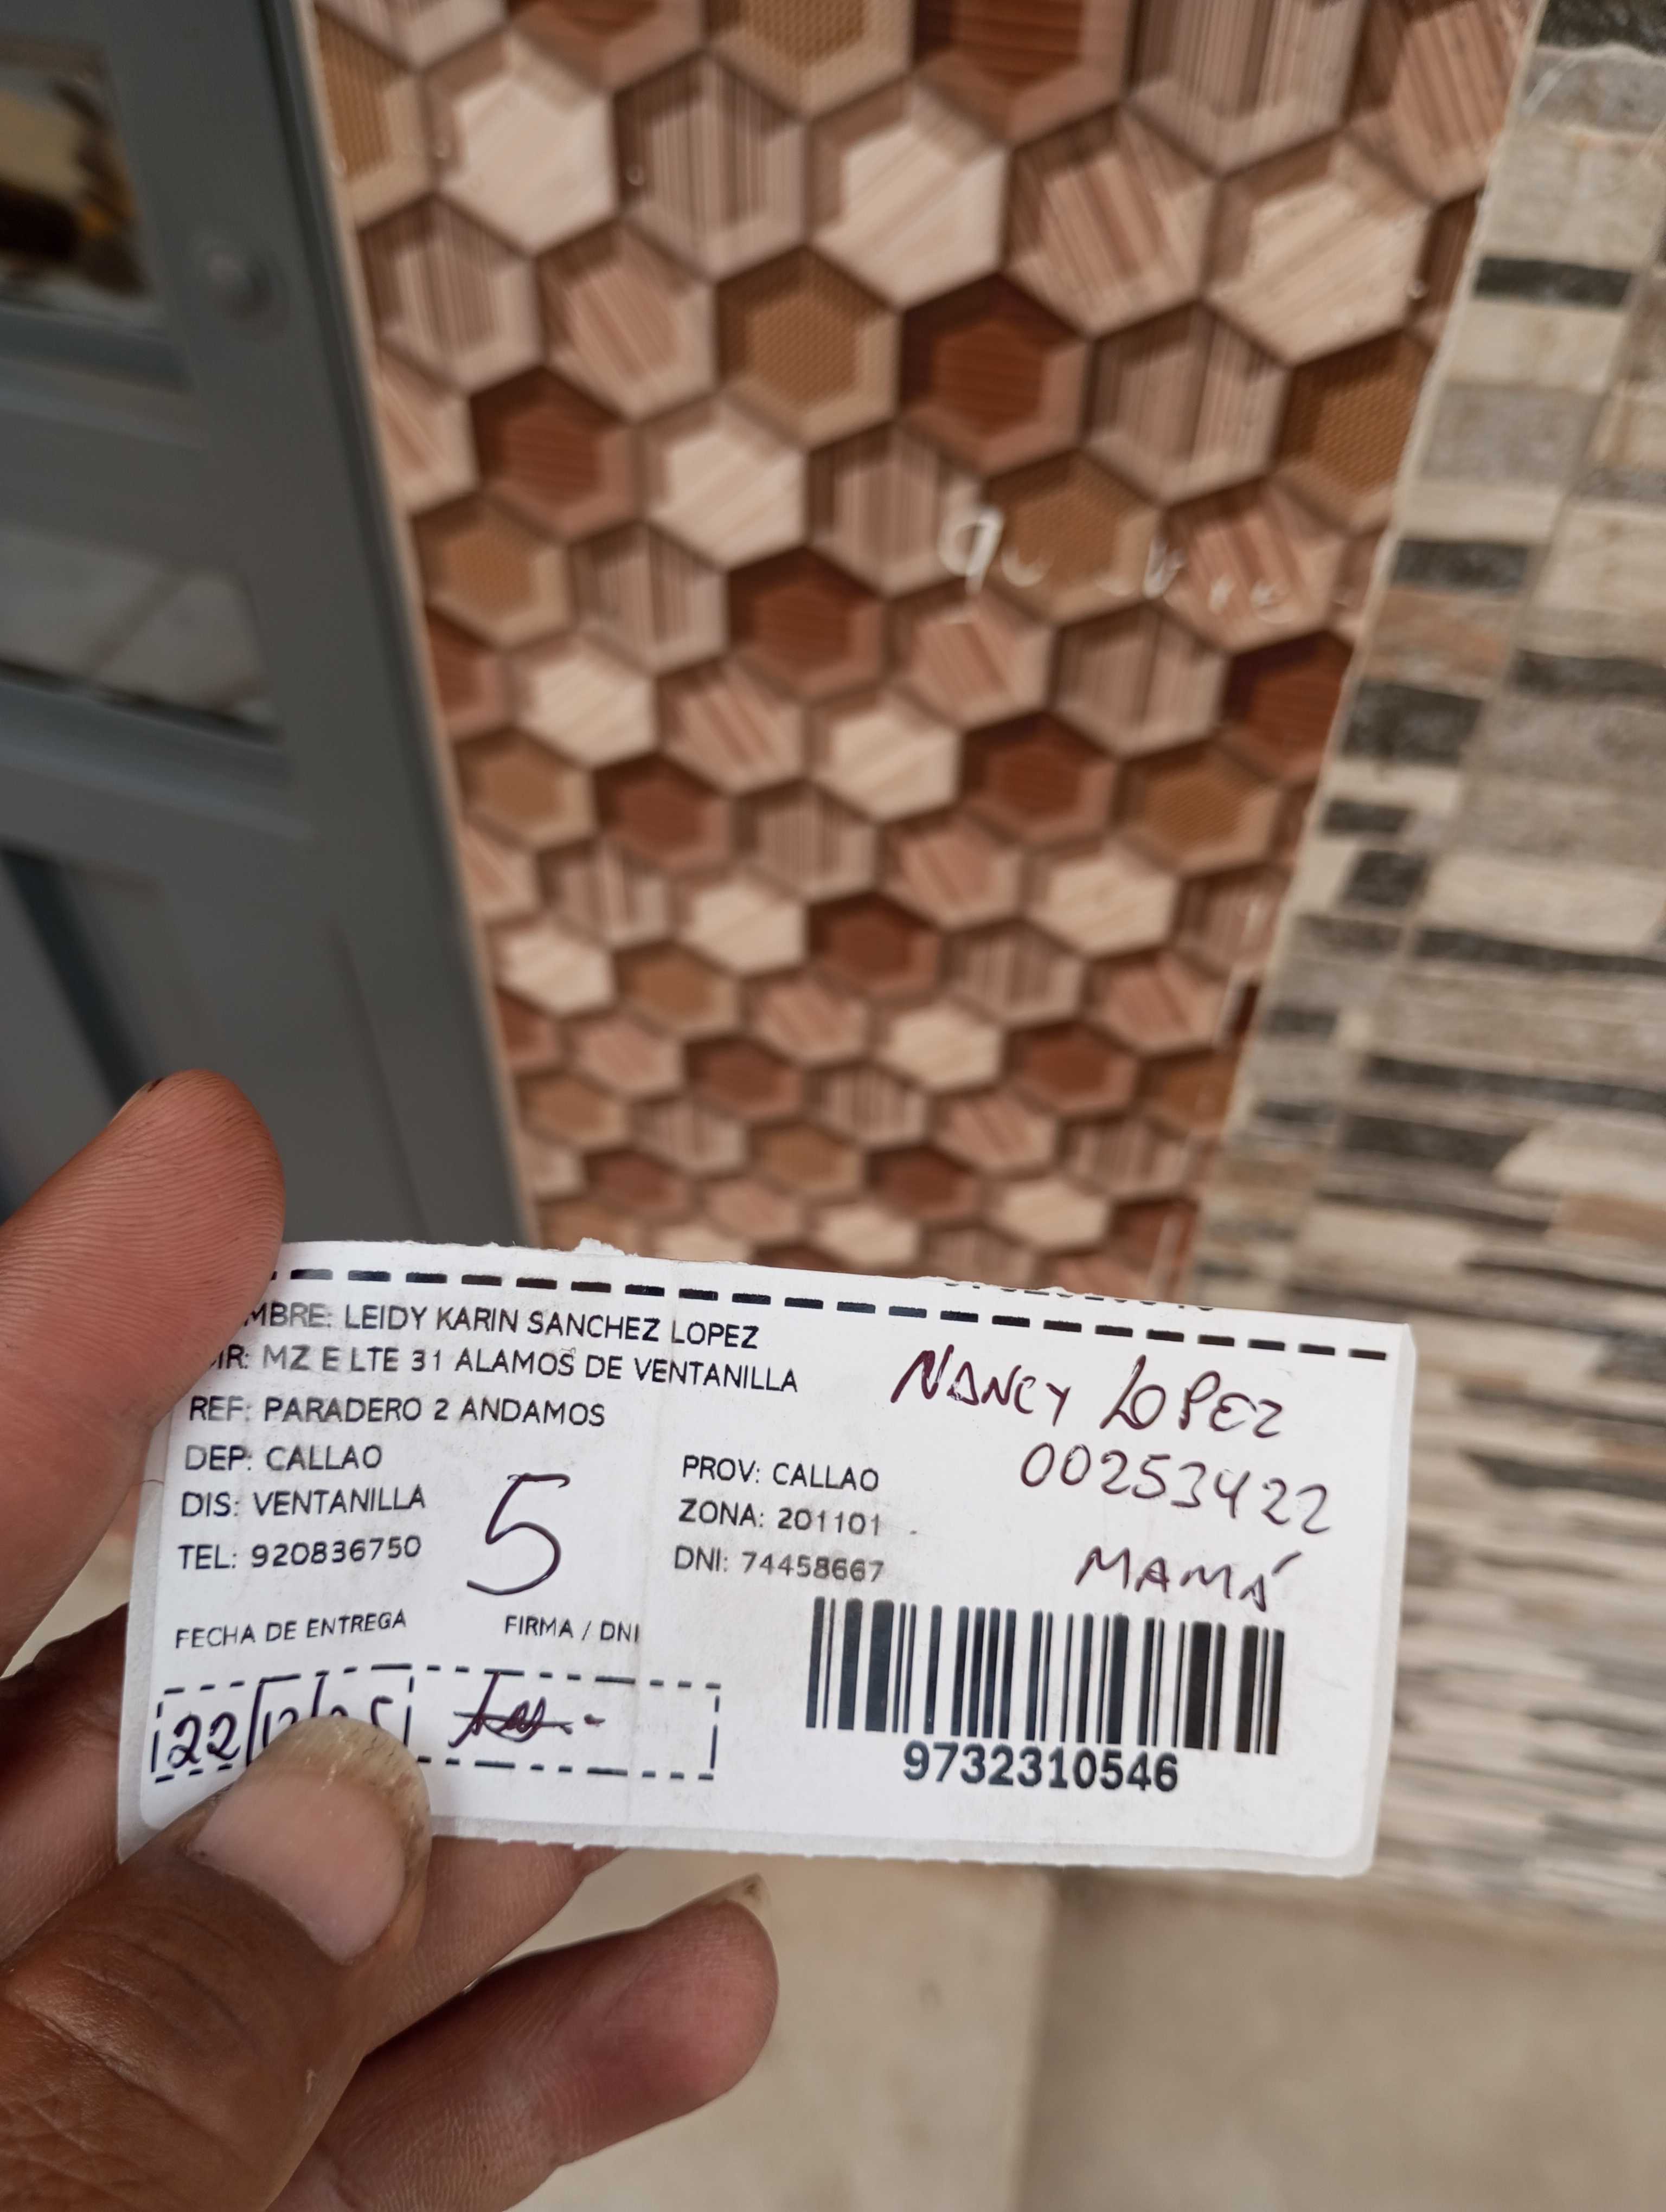 MBRE: LEIDY KARIN SANCHEZ LOPEZ
IR: MZ E LTE 31 ALAMOS DE VENTANILLA
REF: PARADERO 2 ANDAMOS
DEP: CALLAO
PROV: CALLAO
DIS: VENTANILLA
ZONA: 201101
TEL: 920836750
DNI: 74458667
5
NANCY LOPEZ
00253422
MAMÁ
FECHA DE ENTREGA
FIRMA / DNI
22
9732310546